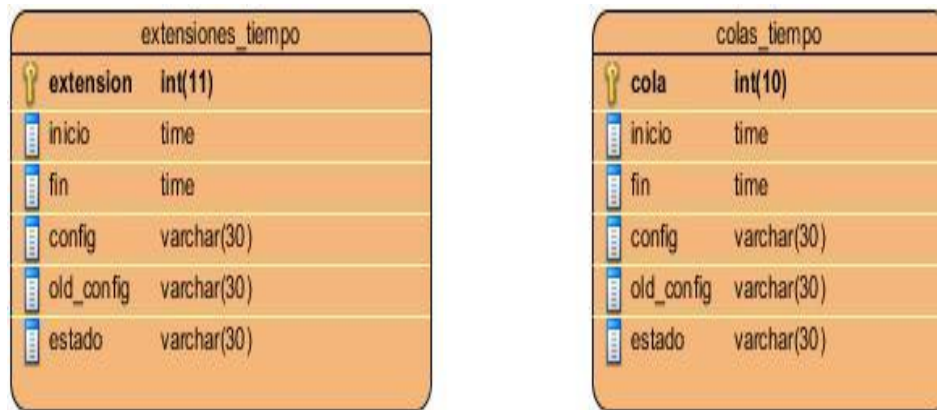 extensiones_tiempo
extension int(11)
inicio time
fin time
config varchar(30)
old_config varchar(30)
estado varchar(30)
colas_tiempo
cola int(10)
inicio time
fin time
config varchar(30)
old_config varchar(30)
estado varchar(30)